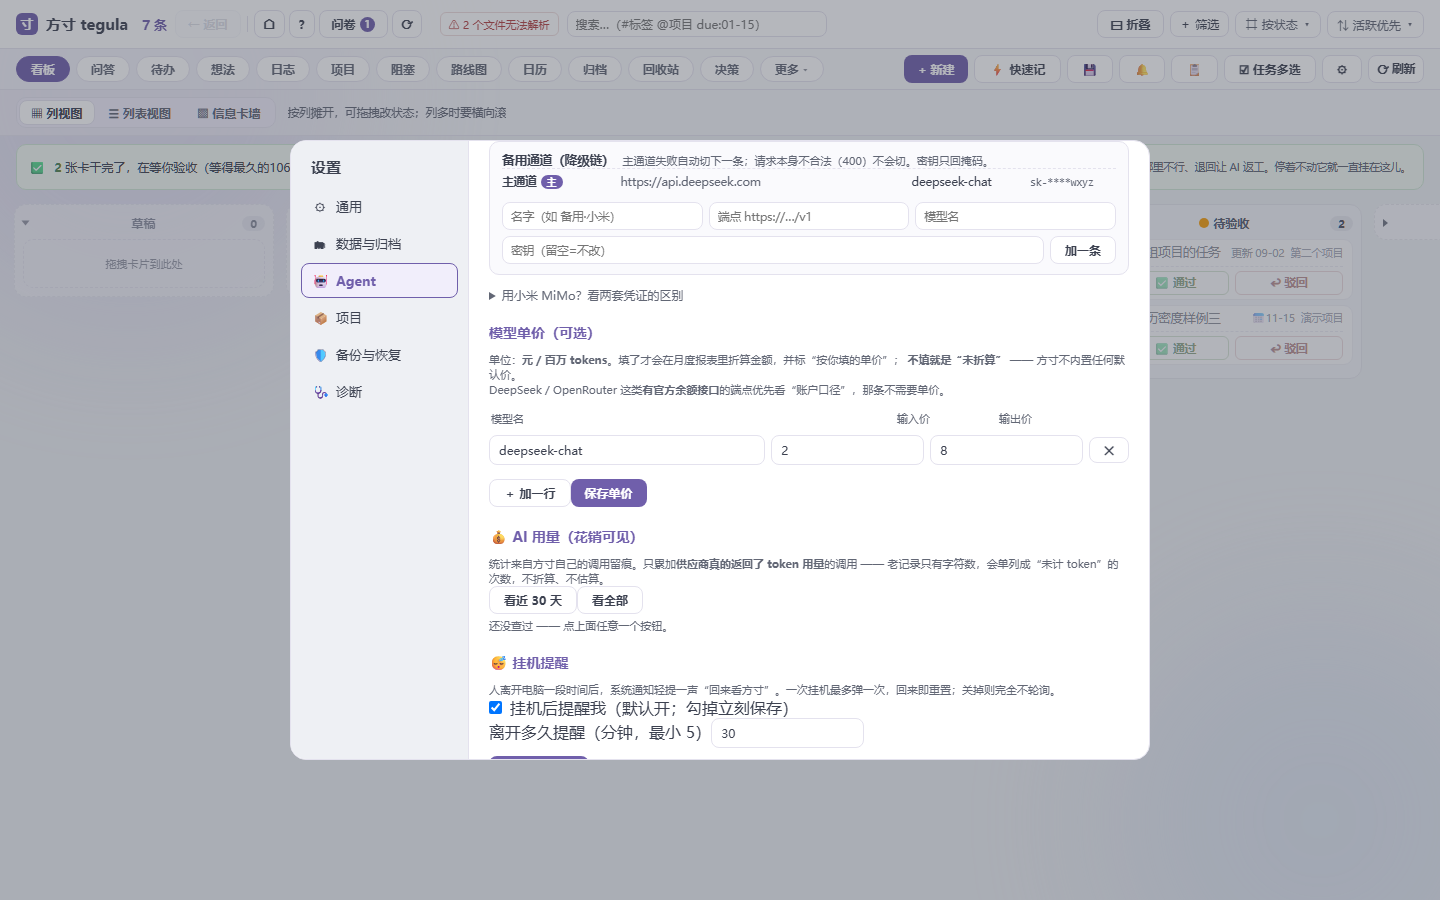 寸 方寸 tegula 7 条 ← 返回 ? 问卷 1 ⚠ 2 个文件无法解析 搜索... (#标签 @项目 due:01-15) 折叠 + 筛选 按状态 活跃优先
看板 问答 待办 想法 日志 项目 阻塞 路线图 日历 归档 回收站 决策 更多 + 新建 快速记 任务多选 刷新
列视图 列表视图 信息卡墙 按列摊开，可拖拽改状态；列多时要横向滚
2 张卡干完了，在等你验收（等得最久的106
那里不行、退回让 AI 返工。停着不动它就一直挂在这儿。
草稿 0
拖拽卡片到此处
待验收 2
组项目的任务 更新 09-02 第二个项目
通过 驳回
历密度样例三 11-15 演示项目
通过 驳回
设置
通用
数据与归档
Agent
项目
备份与恢复
诊断
备用通道（降级链） 主通道失败自动切下一条；请求本身不合法（400）不会切。密钥只回掩码。
主通道 主 https://api.deepseek.com deepseek-chat sk-****wxyz
名字（如 备用·小米） 端点 https://.../v1 模型名
密钥（留空=不改） 加一条
用小米 MiMo？看两套凭证的区别
模型单价（可选）
单位：元 / 百万 tokens。填了才会在月度报表里折算金额，并标“按你填的单价”；不填就是“未折算” —— 方寸不内置任何默
认价。
DeepSeek / OpenRouter 这类有官方余额接口的端点优先看“账户口径”，那条不需要单价。
模型名 输入价 输出价
deepseek-chat 2 8 ×
+ 加一行 保存单价
AI 用量（花销可见）
统计来自方寸自己的调用留痕。只累加供应商真的返回了 token 用量的调用 —— 老记录只有字符数，会单列成“未计 token”的
次数，不折算、不估算。
看近 30 天 看全部
还没查过 —— 点上面任意一个按钮。
挂机提醒
人离开电脑一段时间后，系统通知轻提一声“回来看方寸”。一次挂机最多弹一次，回来即重置；关掉则完全不轮询。
挂机后提醒我（默认开；勾掉立刻保存）
离开多久提醒（分钟，最小 5） 30